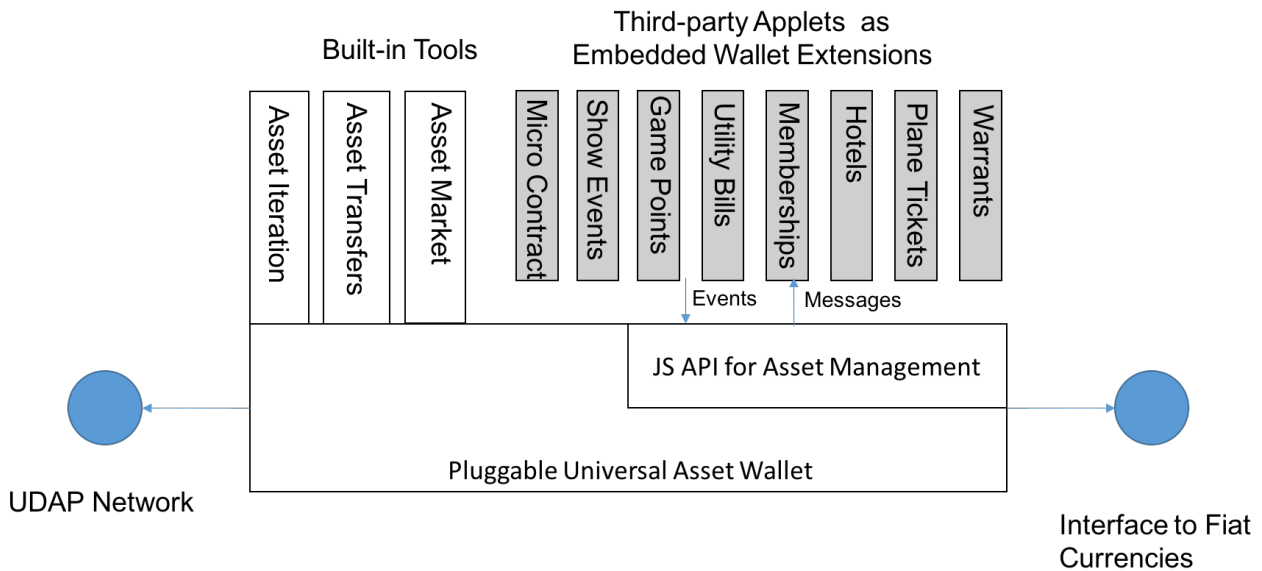 Third-party Applets as
Embedded Wallet Extensions
Built-in Tools
Asset Iteration
Asset Transfers
Asset Market
Micro Contract
Show Events
Game Points
Utility Bills
Memberships
Hotels
Plane Tickets
Warrants
Events
Messages
JS API for Asset Management
Pluggable Universal Asset Wallet
UDAP Network
Interface to Fiat
Currencies